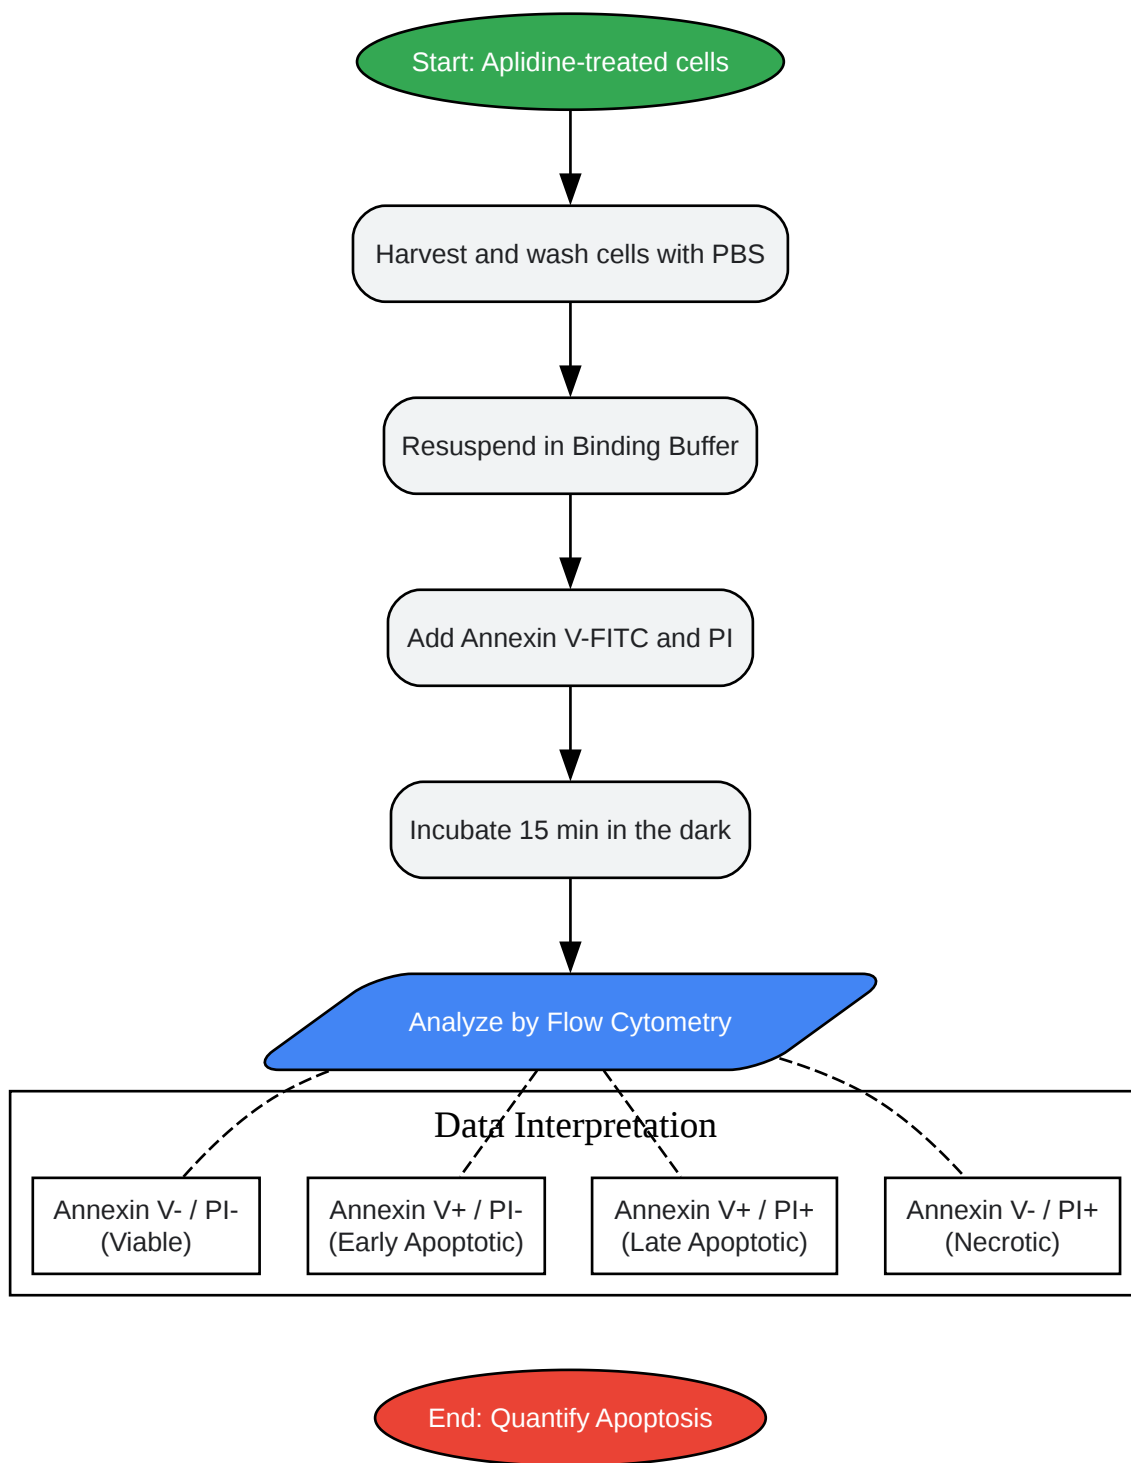 Start: Aplidine-treated cells
Harvest and wash cells with PBS
Resuspend in Binding Buffer
Add Annexin V-FITC and PI
Incubate 15 min in the dark
Analyze by Flow Cytometry
Data Interpretation
Annexin V- / PI-
(Viable)
Annexin V+ / PI-
(Early Apoptotic)
Annexin V+ / PI+
(Late Apoptotic)
Annexin V- / PI+
(Necrotic)
End: Quantify Apoptosis